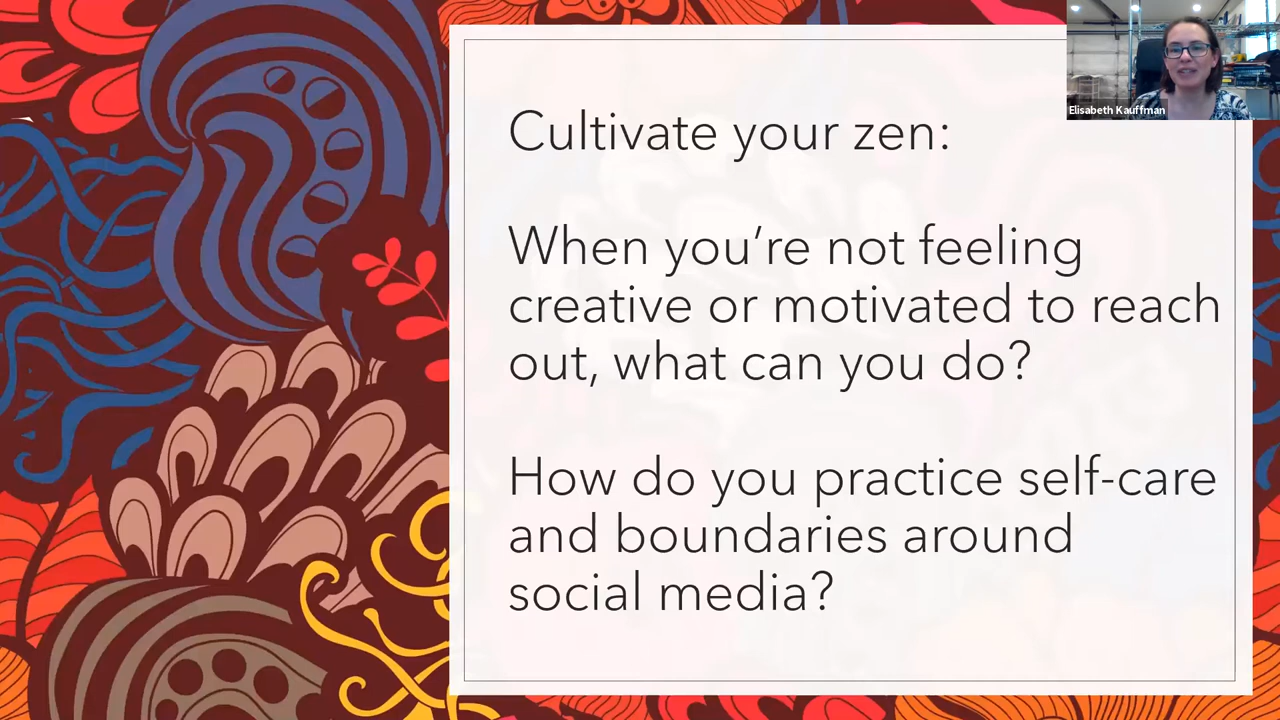 Elisabeth Kauffman
Cultivate your zen:
When you’re not feeling
creative or motivated to reach
out, what can you do?
How do you practice self-care
and boundaries around
social media?